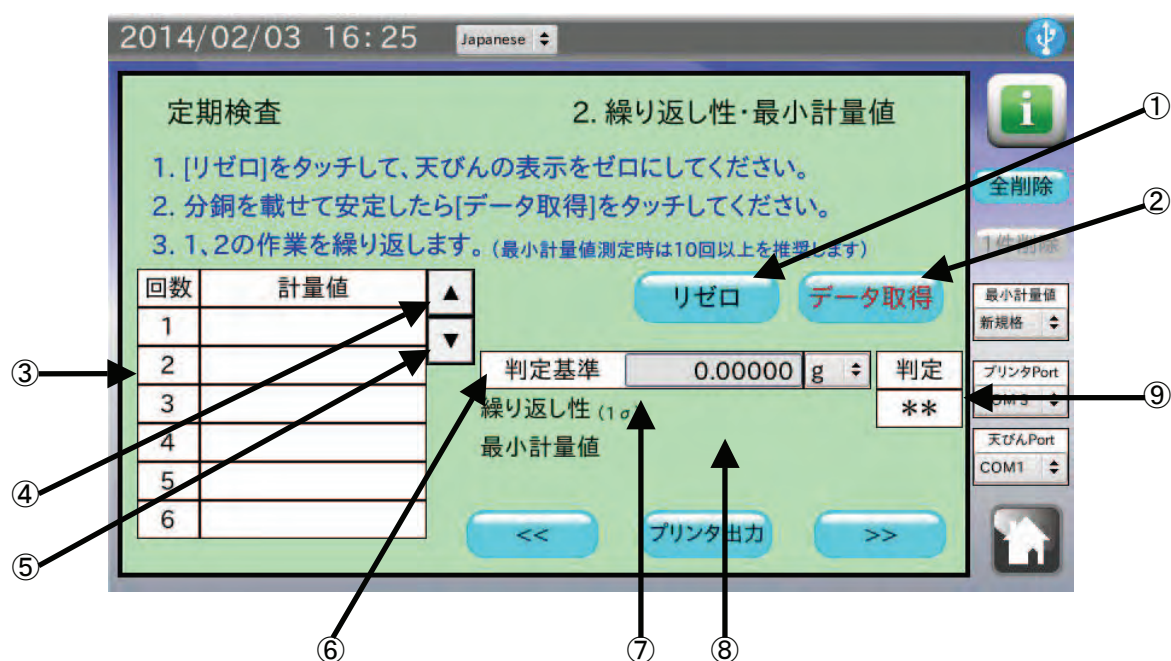 2014/02/03 16:25 Japanese
定期検査 2. 繰り返し性・最小計量値
1. [リゼロ]をタッチして、天びんの表示をゼロにしてください。
2. 分銅を載せて安定したら[データ取得]をタッチしてください。
3. 1、2の作業を繰り返します。(最小計量値測定時は10回以上を推奨します)
全削除
1件削除
最小計量値
新規格
プリンタPort
COM 3
天びんPort
COM1
リゼロ データ取得
回数 計量値 ▲
1
▼
2
3
4
5
6
判定基準 0.00000 g 判定
繰り返し性 (1σ **
最小計量値
<< プリンタ出力 >>
①
②
③
④
⑤
⑥ ⑦ ⑧
⑨